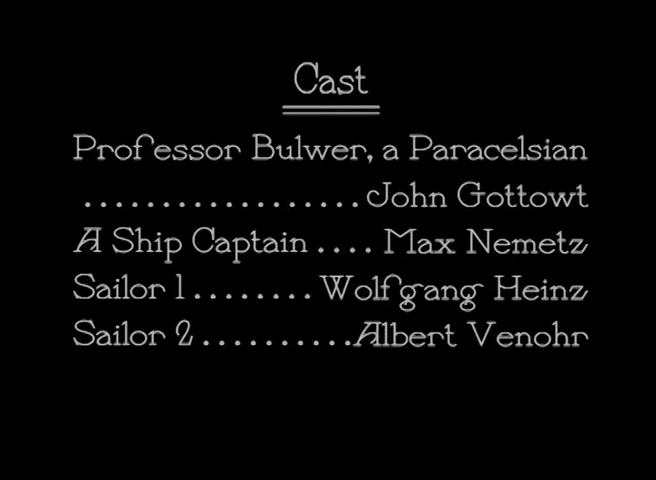 Cast
Professor Bulwer, a Paracelsian
..................John Gottowt
A Ship Captain .... Max Nemetz
Sailor 1........ Wolfgang Heinz
Sailor 2..........Albert Venohr